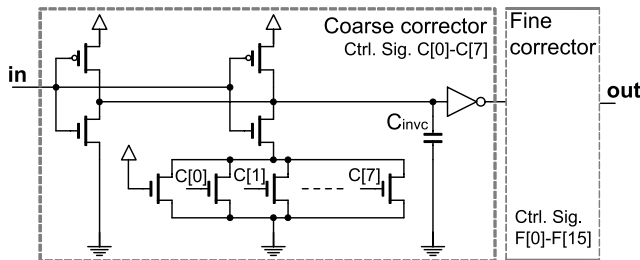 Coarse corrector
Ctrl. Sig. C[0]-C[7]
Fine
corrector
in
out
Cinvc
C[0]
C[1]
C[7]
Ctrl. Sig.
F[0]-F[15]